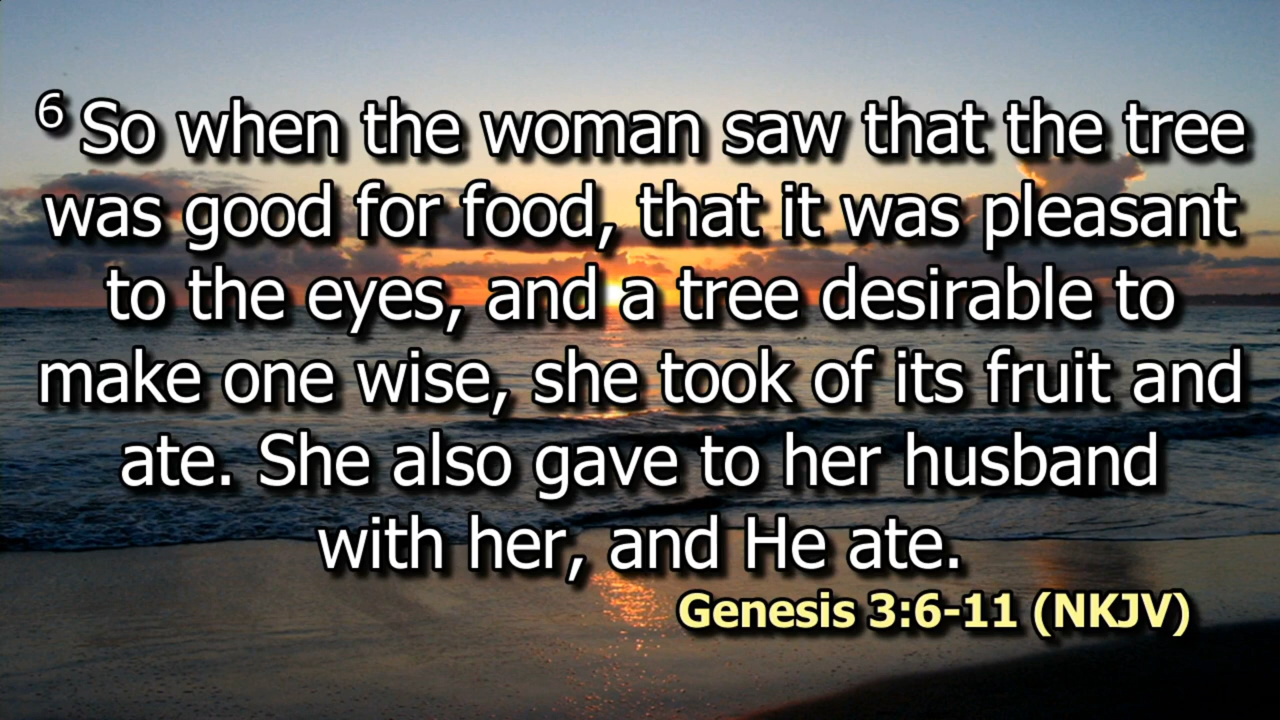 6 So when the woman saw that the tree
was good for food, that it was pleasant
to the eyes, and a tree desirable to
make one wise, she took of its fruit and
ate. She also gave to her husband
with her, and He ate.
Genesis 3:6-11 (NKJV)